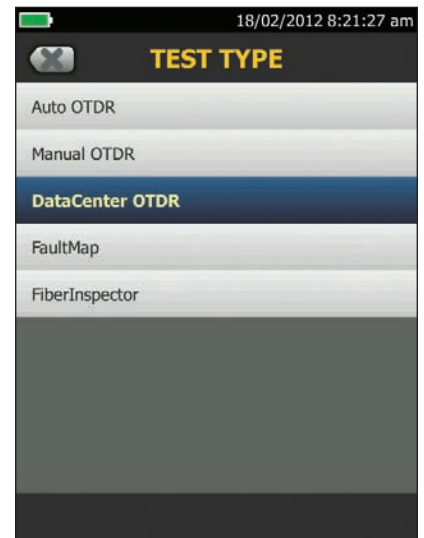 18/02/2012 8:21:27 am
TEST TYPE
Auto OTDR
Manual OTDR
DataCenter OTDR
FaultMap
FiberInspector